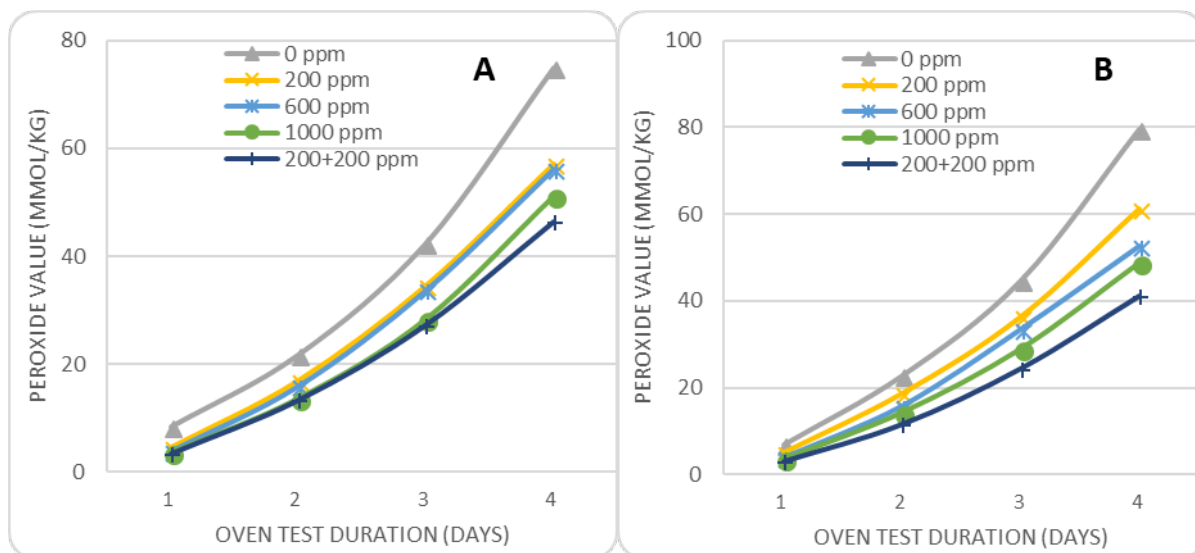 80
60
40
20
0
PEROXIDE VALUE (MMOL/KG)
0 ppm
200 ppm
600 ppm
1000 ppm
200+200 ppm
A
1 2 3 4
OVEN TEST DURATION (DAYS)
100
80
60
40
20
0
PEROXIDE VALUE (MMOL/KG)
0 ppm
200 ppm
600 ppm
1000 ppm
200+200 ppm
B
1 2 3 4
OVEN TEST DURATION (DAYS)